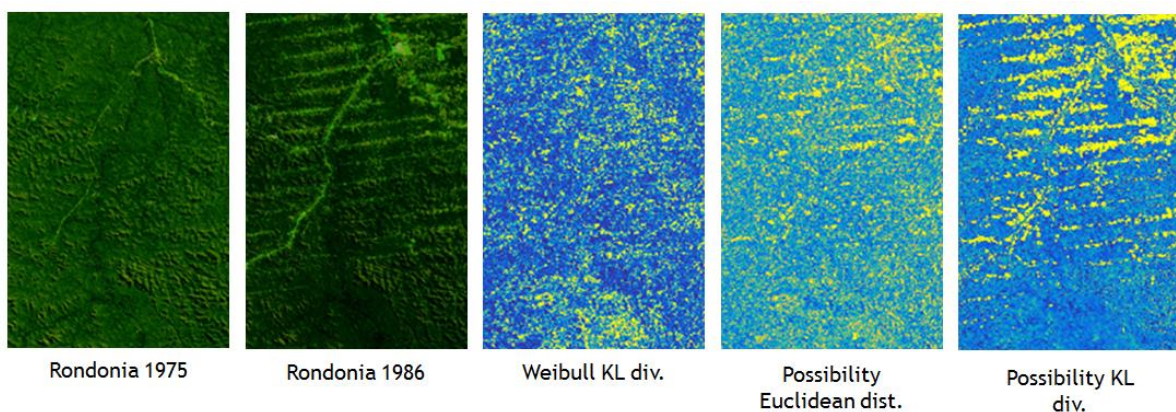 Rondonia 1975
Rondonia 1986
Weibull KL div.
Possibility
Euclidean dist.
Possibility KL
div.